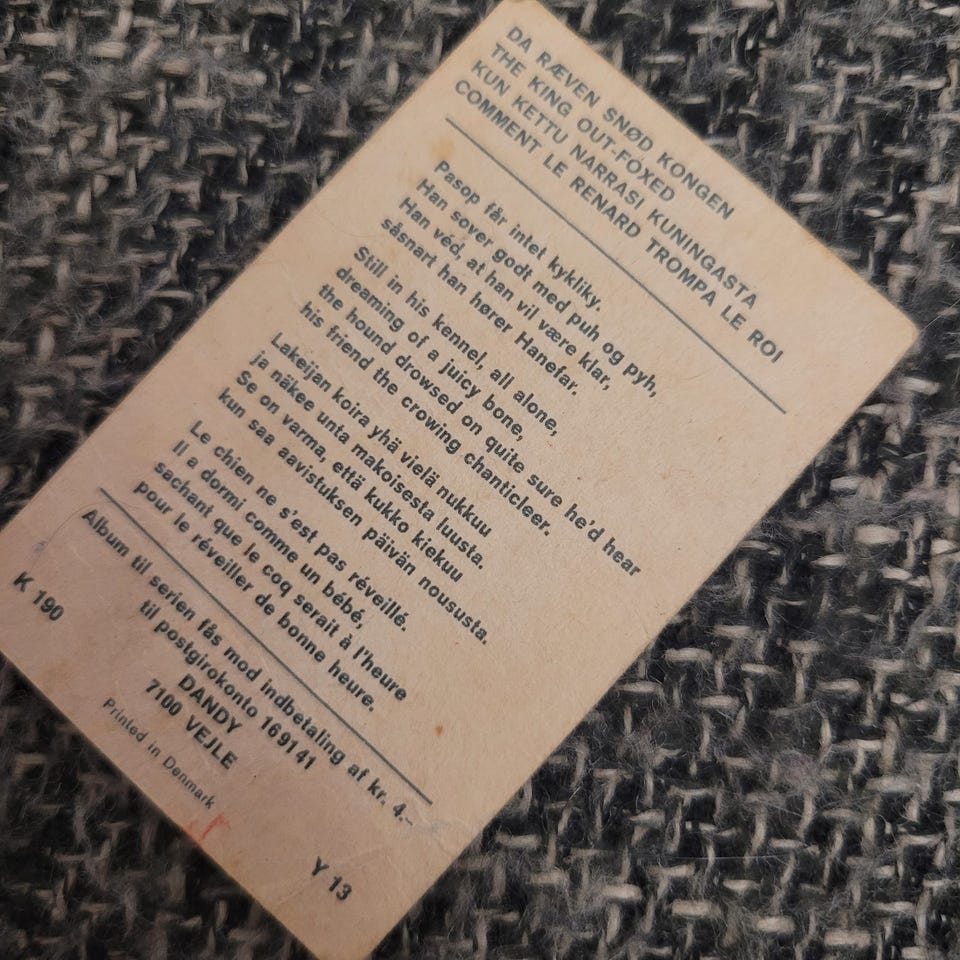 DA RÆVEN SNØD KONGEN
THE KING OUT-FOXED
KUN KETTU NARRASI KUNINGASTA
COMMENT LE RENARD TROMPA LE ROI
Pasop får intet kykliky.
Han sover godt med puh og pyh,
Han véd, at han vil være klar,
såsnart han hører Hanefar.
Still in his kennel, all alone,
dreaming of a juicy bone,
the hound drowsed on quite sure he'd hear
his friend the crowing chanticleer.
Lakeijan koira yhä vielä nukkuu
ja näkee unta makoisesta luusta.
Se on varma, että kukko kiekuu
kun saa aavistuksen päivän noususta.
Le chien ne s'est pas réveillé.
Il a dormi comme un bébé,
sachant que le coq serait à l'heure
pour le réveiller de bonne heure.
Album til serien fås mod indbetaling af kr. 4.-
til postgirokonto 169141
DANDY
7100 VEJLE
Printed in Denmark
K 190
Y 13